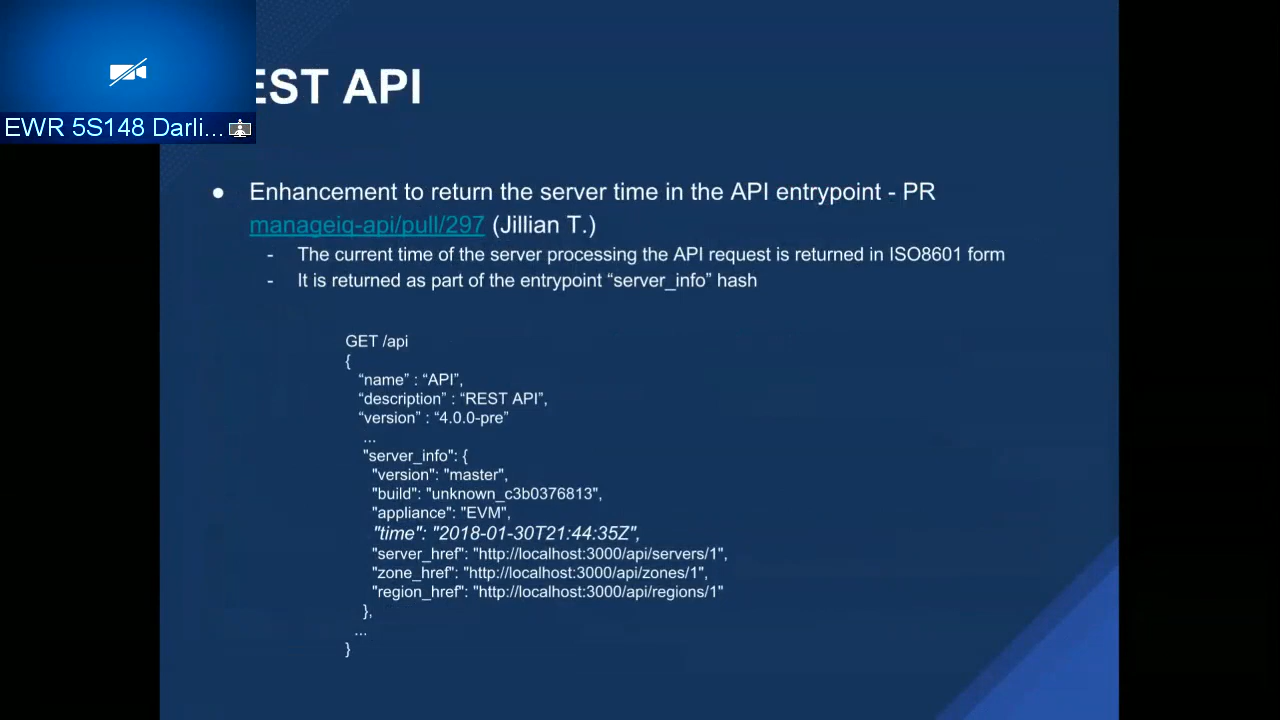 EST API
EWR 5S148 Darli...
● Enhancement to return the server time in the API entrypoint - PR
manageiq-api/pull/297 (Jillian T.)
- The current time of the server processing the API request is returned in ISO8601 form
- It is returned as part of the entrypoint “server_info” hash
GET /api
{
“name” : “API”,
“description” : “REST API”,
“version” : “4.0.0-pre”
...
"server_info": {
"version": "master",
"build": "unknown_c3b0376813",
"appliance": "EVM",
"time": "2018-01-30T21:44:35Z",
"server_href": "http://localhost:3000/api/servers/1",
"zone_href": "http://localhost:3000/api/zones/1",
"region_href": "http://localhost:3000/api/regions/1"
},
...
}